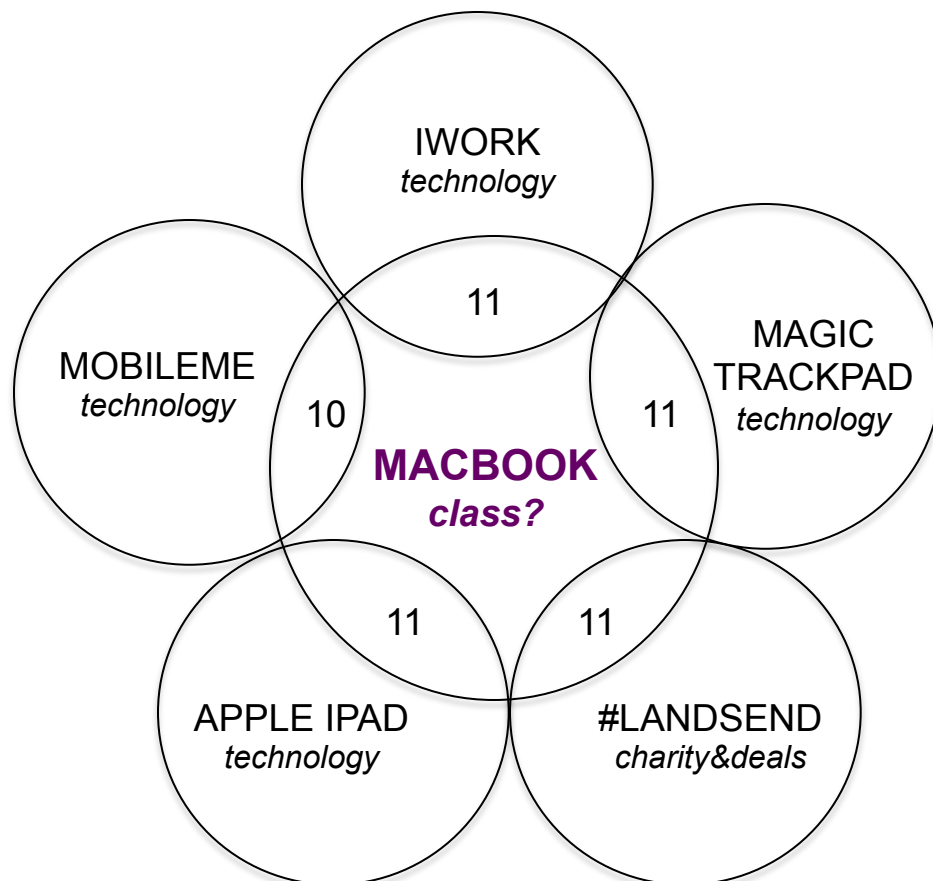 IWORK
technology
11
MOBILEME
technology
10
MAGIC
TRACKPAD
technology
11
MACBOOK
class?
11
11
APPLE IPAD
technology
#LANDSEND
charity&deals